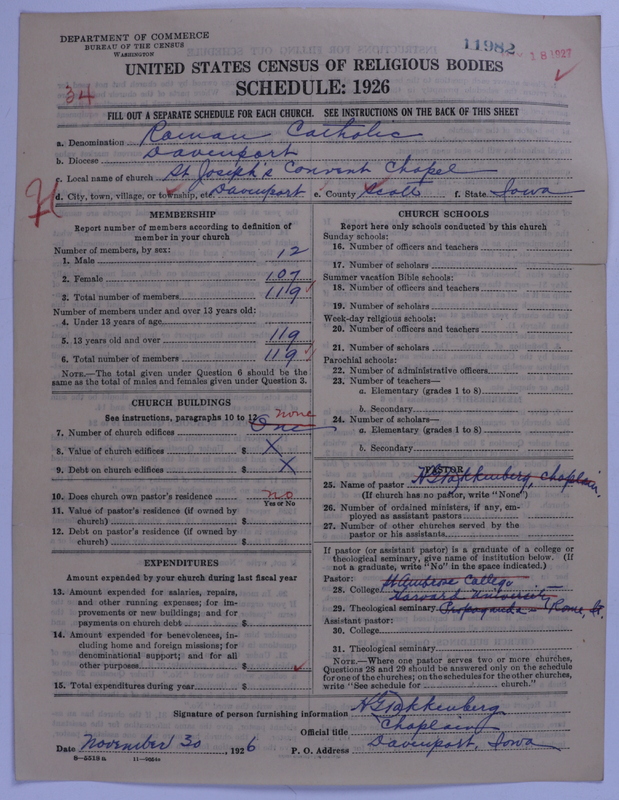 DEPARTMENT OF COMMERCE
BUREAU OF THE CENSUS
WASHINGTON
11982
18 1927
UNITED STATES CENSUS OF RELIGIOUS BODIES
SCHEDULE: 1926
34
FILL OUT A SEPARATE SCHEDULE FOR EACH CHURCH. SEE INSTRUCTIONS ON THE BACK OF THIS SHEET
a. Denomination Roman Catholic
b. Diocese Davenport
c. Local name of church St Joseph's Convent Chapel
d. City, town, village, or township, etc. Davenport e. County Scott f. State Iowa
MEMBERSHIP
Report number of members according to definition of
member in your church
Number of members, by sex:
1. Male 12
2. Female 107
3. Total number of members 119
Number of members under and over 13 years old:
4. Under 13 years of age
5. 13 years old and over 119
6. Total number of members 119
NOTE.—The total given under Question 6 should be
same as the total of males and females given under Question 3.
CHURCH BUILDINGS
See instructions, paragraphs 10 to 12 none
7. Number of church edifices One
8. Value of church edifices $ X
9. Debt on church edifices $ X
10. Does church own pastor's residence no
Yes or No
11. Value of pastor's residence (if owned by
church) $
12. Debt on pastor's residence (if owned by
church) $
EXPENDITURES
Amount expended by your church during last fiscal year
13. Amount expended for salaries, repairs,
and other running expenses; for im-
provements or new buildings; and for
payments on church debt $
14. Amount expended for benevolences, in-
cluding home and foreign missions; for
denominational support; and for all
other purposes $
15. Total expenditures during year $
CHURCH SCHOOLS
Report here only schools conducted by this church
Sunday schools:
16. Number of officers and teachers
17. Number of scholars
Summer vacation Bible schools:
18. Number of officers and teachers
19. Number of scholars
Week-day religious schools:
20. Number of officers and teachers
21. Number of scholars
Parochial schools:
22. Number of administrative officers
23. Number of teachers—
a. Elementary (grades 1 to 8)
b. Secondary
24. Number of scholars—
a. Elementary (grades 1 to 8)
b. Secondary
PASTOR
25. Name of pastor H G Takkenberg, Chaplain
(If church has no pastor, write "None")
26. Number of ordained ministers, if any, em-
ployed as assistant pastors
27. Number of other churches served by the
pastor or his assistants
If pastor (or assistant pastor) is a graduate of a college or
theological seminary, give name of institution below. (If
not a graduate, write "No" in the space indicated.)
Pastor: St Ambrose College
28. College Harvard University
29. Theological seminary Propaganda - Rome, It.
Assistant pastor:
30. College
31. Theological seminary
NOTE.—Where one pastor serves two or more churches,
Questions 28 and 29 should be answered only on the schedule
for one of the churches; on the schedules for the other churches,
write "See schedule for church."
Signature of person furnishing information H G Takkenberg
Official title Chaplain
Date November 30, 1926 P. O. Address Davenport, Iowa
8—5518a